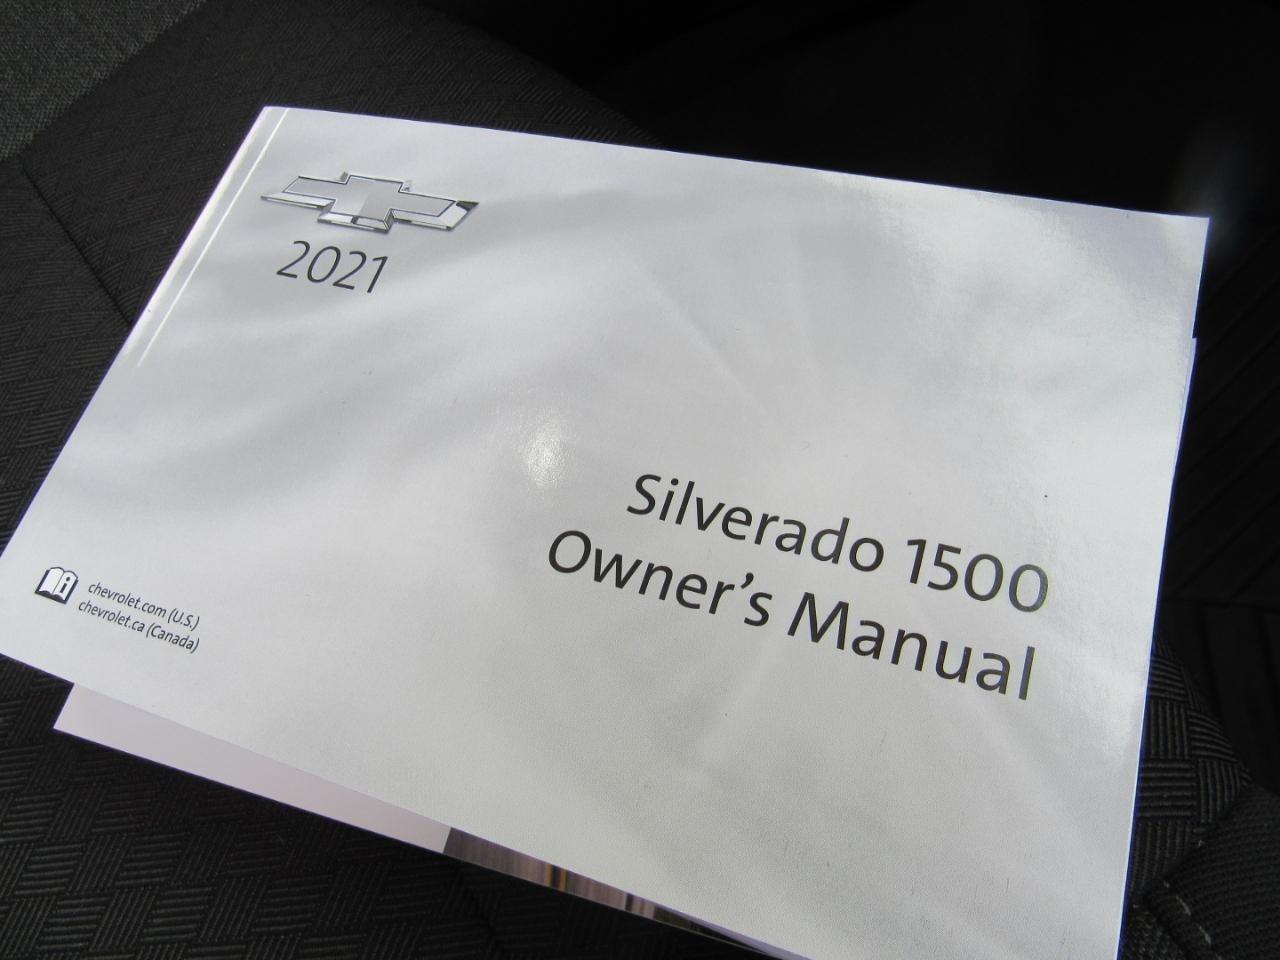 2021
Silverado 1500
Owner's Manual
chevrolet.com (U.S.)
chevrolet.ca (Canada)